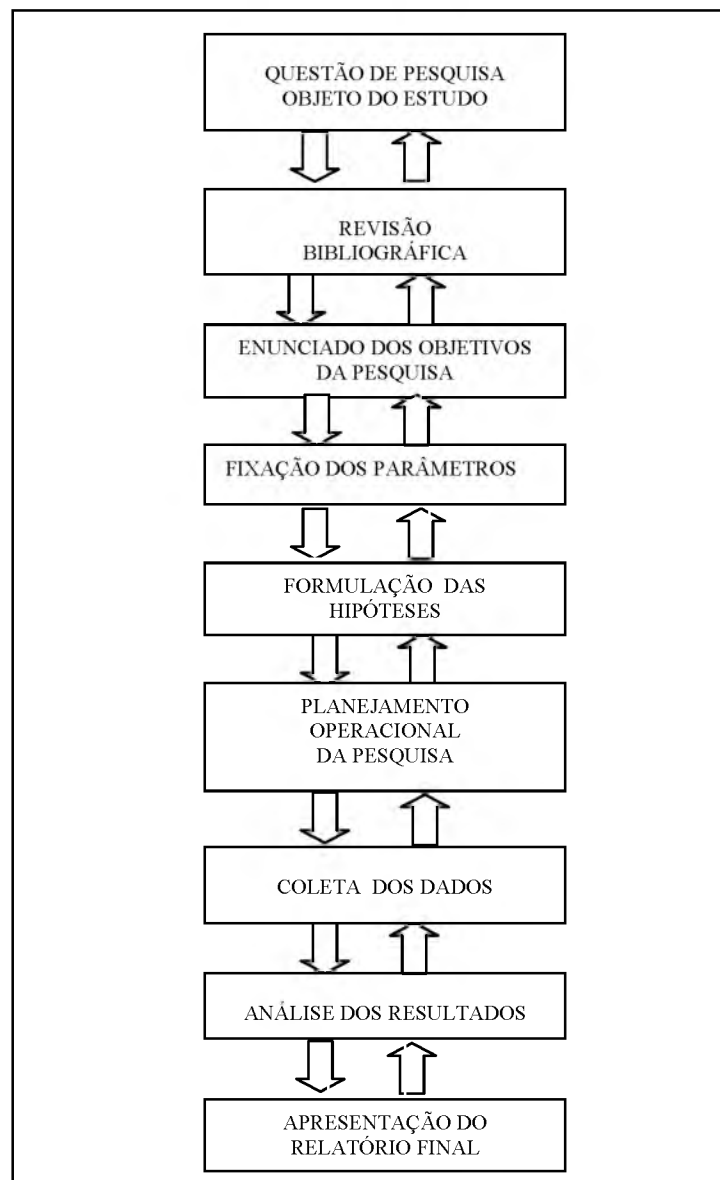 QUESTÃO DE PESQUISA
OBJETO DO ESTUDO
REVISÃO
BIBLIOGRÁFICA
ENUNCIADO DOS OBJETIVOS
DA PESQUISA
FIXAÇÃO DOS PARÂMETROS
FORMULAÇÃO DAS
HIPÓTESES
PLANEJAMENTO
OPERACIONAL
DA PESQUISA
COLETA DOS DADOS
ANÁLISE DOS RESULTADOS
APRESENTAÇÃO DO
RELATÓRIO FINAL